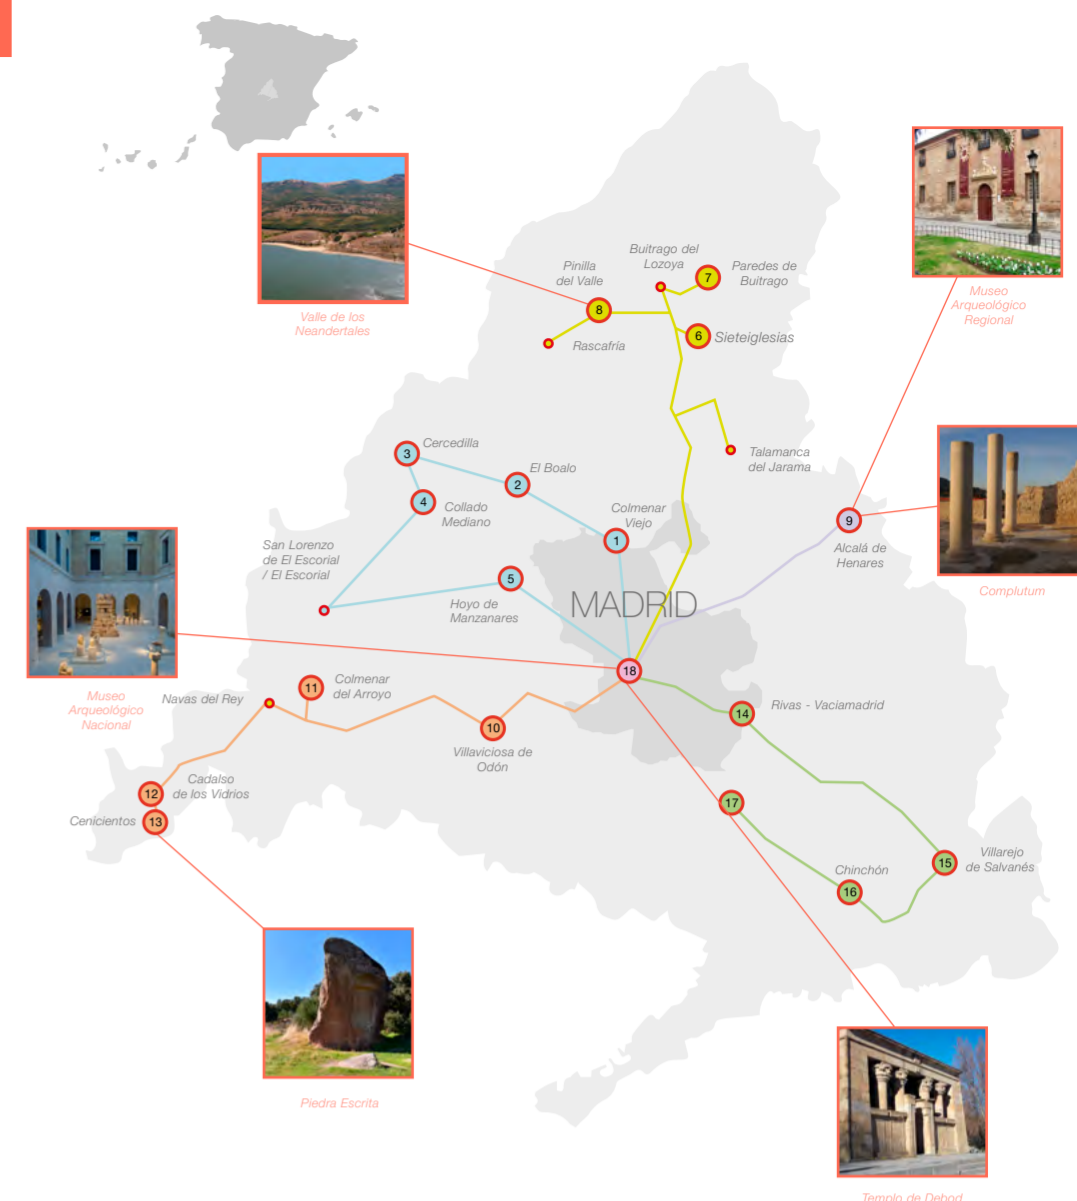 Valle de los
Neandertales
Museo
Arqueológico
Regional
Buitrago del
Lozoya
7
Paredes de
Buitrago
Pinilla
del Valle
8
6
Sieteiglesias
Rascafría
Talamanca
del Jarama
3
Cercedilla
2
El Boalo
4
Collado
Mediano
Colmenar
Viejo
1
9
Alcalá de
Henares
Complutum
San Lorenzo
de El Escorial
/ El Escorial
5
Hoyo de
Manzanares
MADRID
18
Museo
Arqueológico
Nacional
Navas del Rey
11
Colmenar
del Arroyo
10
Villaviciosa de
Odón
14
Rivas - Vaciamadrid
12
Cadalso
de los Vidrios
Cenicientos
13
17
Chinchón
16
15
Villarejo
de Salvanés
Piedra Escrita
Templo de Debod